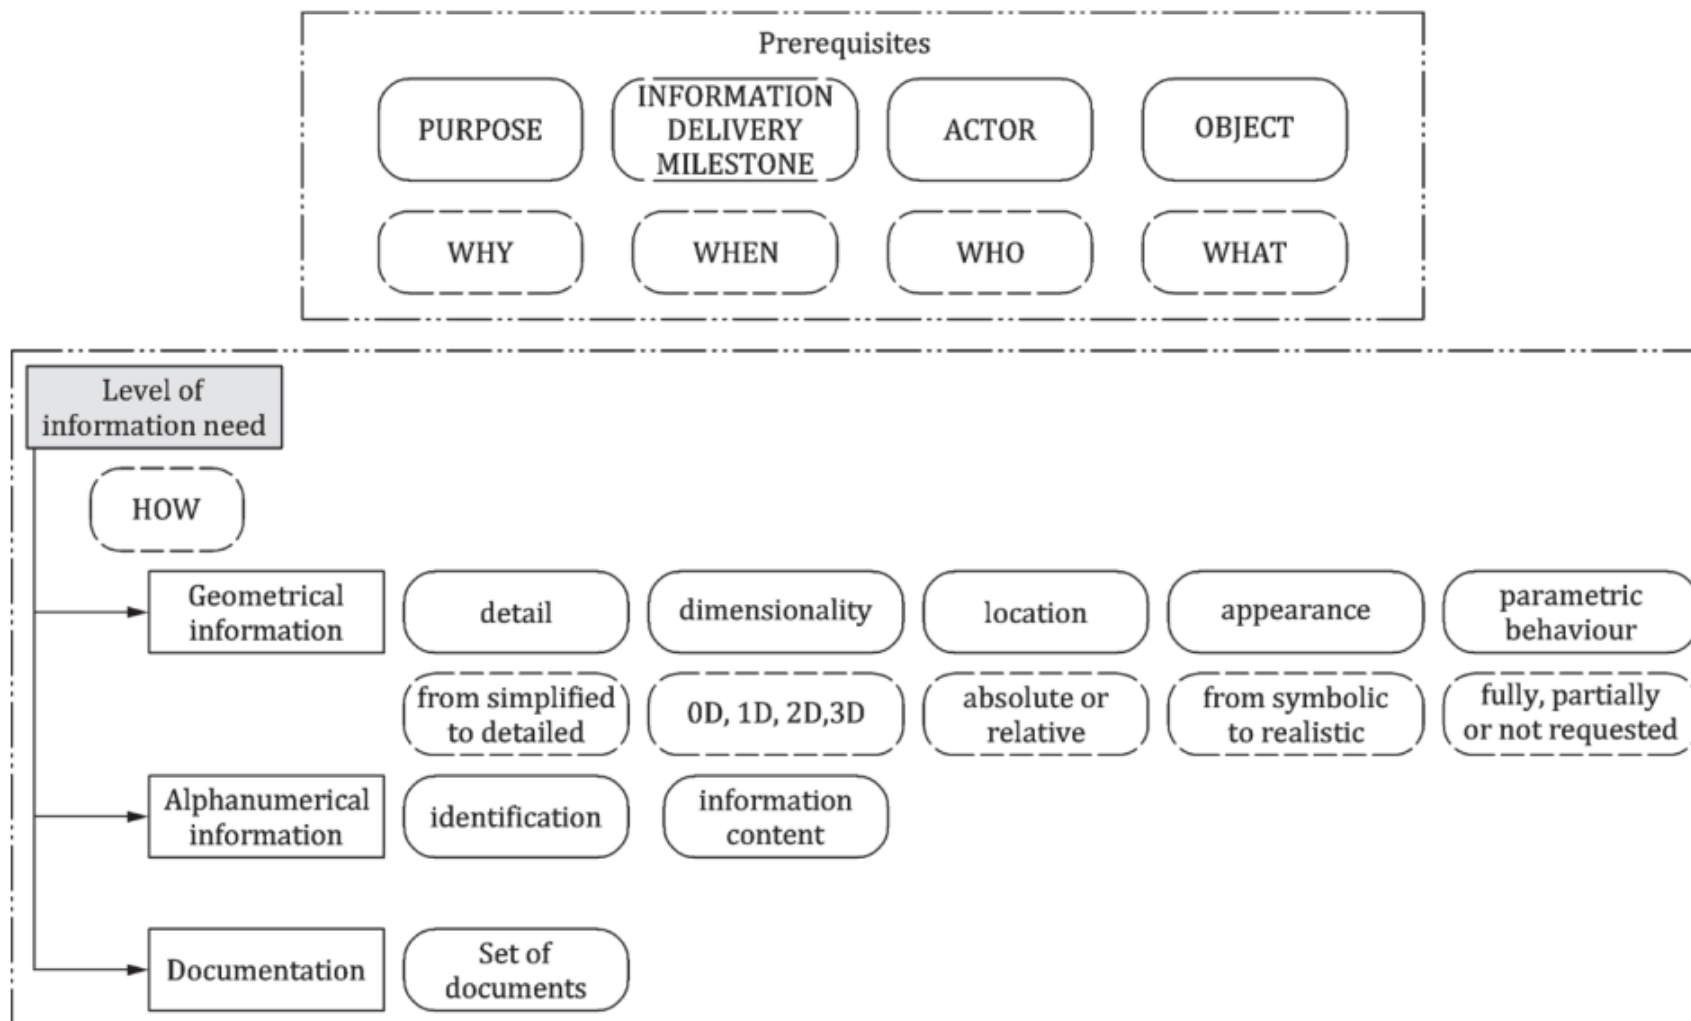 Prerequisites
PURPOSE
INFORMATION
DELIVERY
MILESTONE
ACTOR
OBJECT
WHY
WHEN
WHO
WHAT
Level of
information need
HOW
Geometrical
information
detail
dimensionality
location
appearance
parametric
behaviour
from simplified
to detailed
0D, 1D, 2D,3D
absolute or
relative
from symbolic
to realistic
fully, partially
or not requested
Alphanumerical
information
identification
information
content
Documentation
Set of
documents